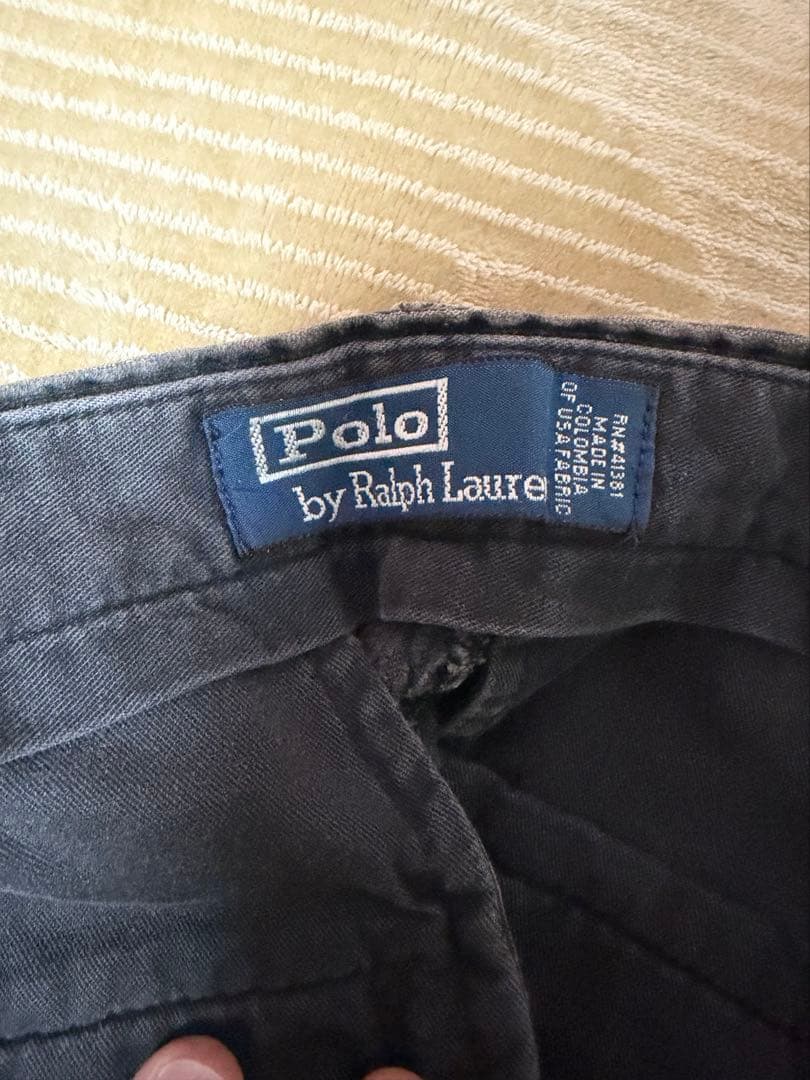 Polo
by Ralph Laure
RN#41381
MADE IN
COLOMBIA
OF USA FABRIC